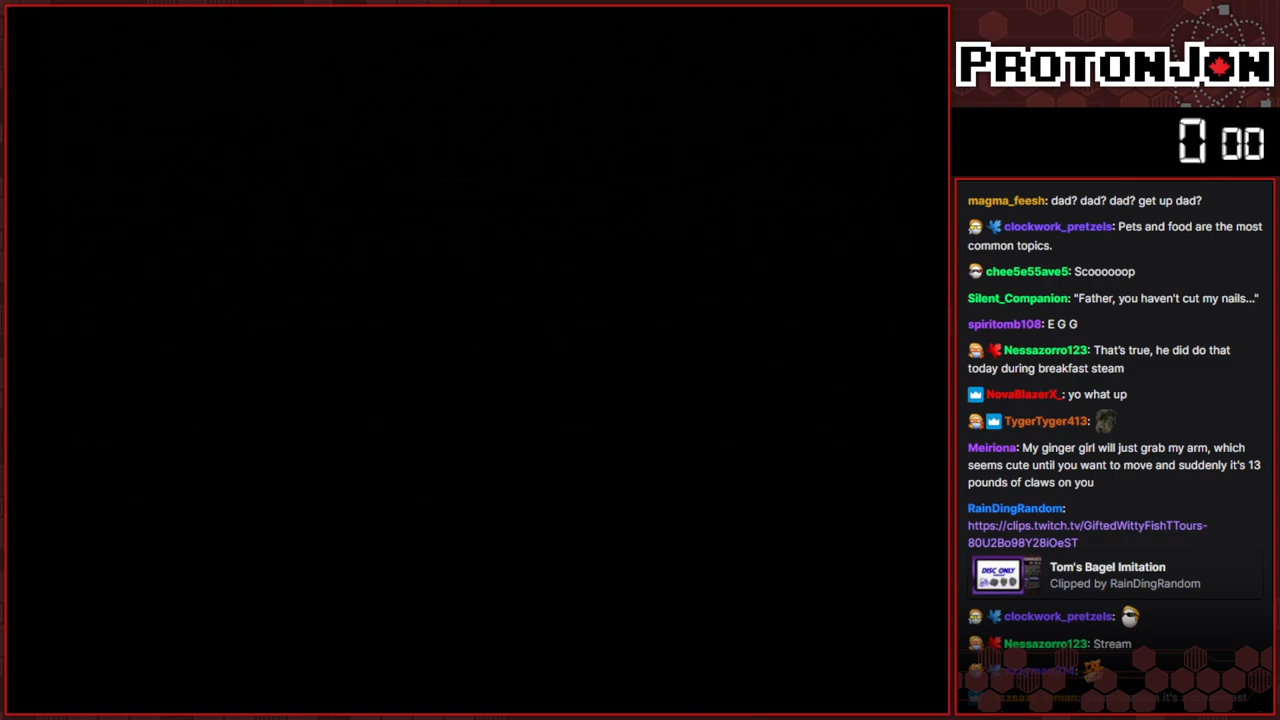 PROTONJON
0 00
magma_feesh: dad? dad? dad? get up dad?
clockwork_pretzels: Pets and food are the most
common topics.
chee5e55ave5: Scoooooop
Silent_Companion: "Father, you haven't cut my nails..."
spiritomb108: E G G
Nessazorro123: That's true, he did do that
today during breakfast steam
NovaBlazerX_: yo what up
TygerTyger413:
Meiriona: My ginger girl will just grab my arm, which
seems cute until you want to move and suddenly it's 13
pounds of claws on you
RainDingRandom:
https://clips.twitch.tv/GiftedWittyFishTTours-
80U2Bo98Y28iOeST
DISC ONLY
Tom's Bagel Imitation
Clipped by RainDingRandom
clockwork_pretzels:
Nessazorro123: Stream